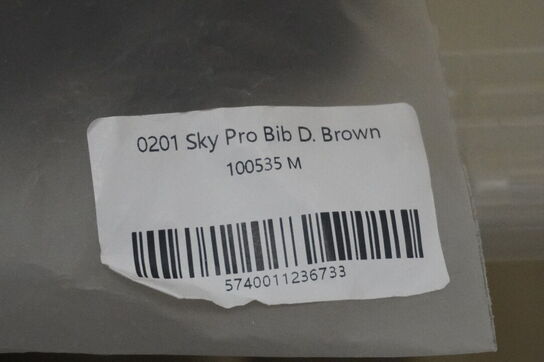 0201 Sky Pro Bib D. Brown
100535 M
5740011236733